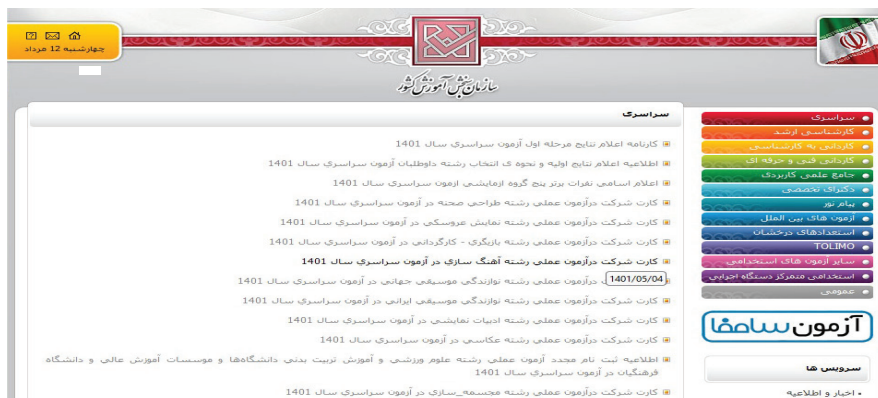 چهارشنبه 12 مرداد
سازمان سنجش آموزش کشور
سراسری
کارشناسی ارشد
کاردانی به کارشناسی
کاردانی فنی و حرفه ای
جامع علمی کاربردی
دکترای تخصصی
پیام نور
آزمون های بین الملل
استعدادهای درخشان
TOLIMO
سایر آزمون های استخدامی
استخدامی متمرکز دستگاه اجرایی
عمومی
آزمون سامفا
سرویس ها
اخبار و اطلاعیه
سراسری
کارنامه اعلام نتایج مرحله اول آزمون سراسری سال 1401
اطلاعیه اعلام نتایج اولیه و نحوه ی انتخاب رشته داوطلبان آزمون سراسری سال 1401
اعلام اسامی نفرات برتر پنج گروه ازمایشی ازمون سراسری سال 1401
کارت شرکت درآزمون عملی رشته طراحی صحنه در آزمون سراسری سال 1401
کارت شرکت درآزمون عملی رشته نمایش عروسکی در آزمون سراسری سال 1401
کارت شرکت درآزمون عملی رشته بازیگری - کارگردانی در آزمون سراسری سال 1401
کارت شرکت درآزمون عملی رشته آهنگ سازی در آزمون سراسری سال 1401
1401/05/04
درآزمون عملی رشته نوازندگی موسیقی جهانی در آزمون سراسری سال 1401
کارت شرکت درآزمون عملی رشته نوازندگی موسیقی ایرانی در آزمون سراسری سال 1401
کارت شرکت درآزمون عملی رشته ادبیات نمایشی در آزمون سراسری سال 1401
کارت شرکت درآزمون عملی رشته عکاسی در آزمون سراسری سال 1401
اطلاعیه ثبت نام مجدد آزمون عملی رشته علوم ورزشی و آموزش تربیت بدنی دانشگاه‌ها و موسسات آموزش عالی و دانشگاه
فرهنگیان در آزمون سراسری سال 1401
کارت شرکت درآزمون عملی رشته مجسمه_سازی در آزمون سراسری سال 1401